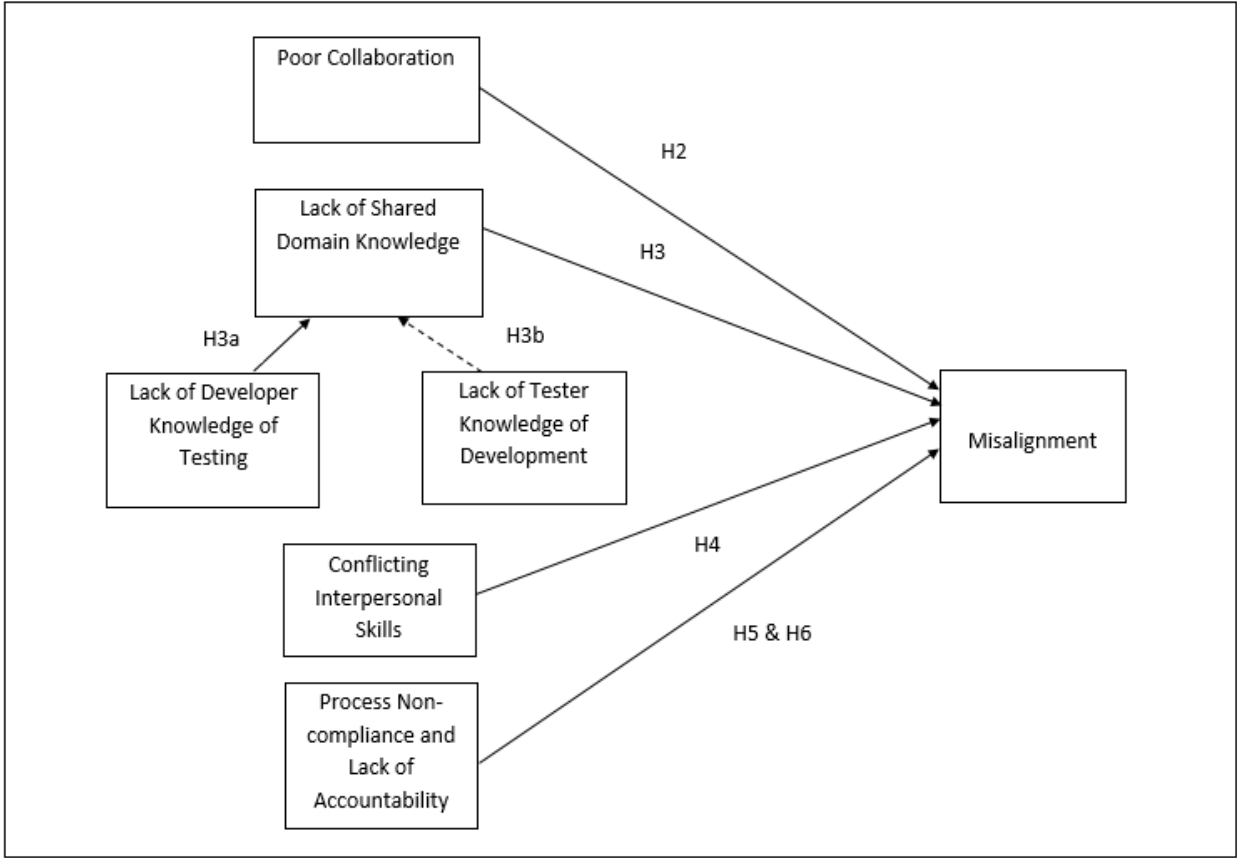 Poor Collaboration
H2
Lack of Shared
Domain Knowledge
H3
H3a
H3b
Lack of Developer
Knowledge of
Testing
Lack of Tester
Knowledge of
Development
Misalignment
Conflicting
Interpersonal
Skills
H4
H5 & H6
Process Non-
compliance and
Lack of
Accountability